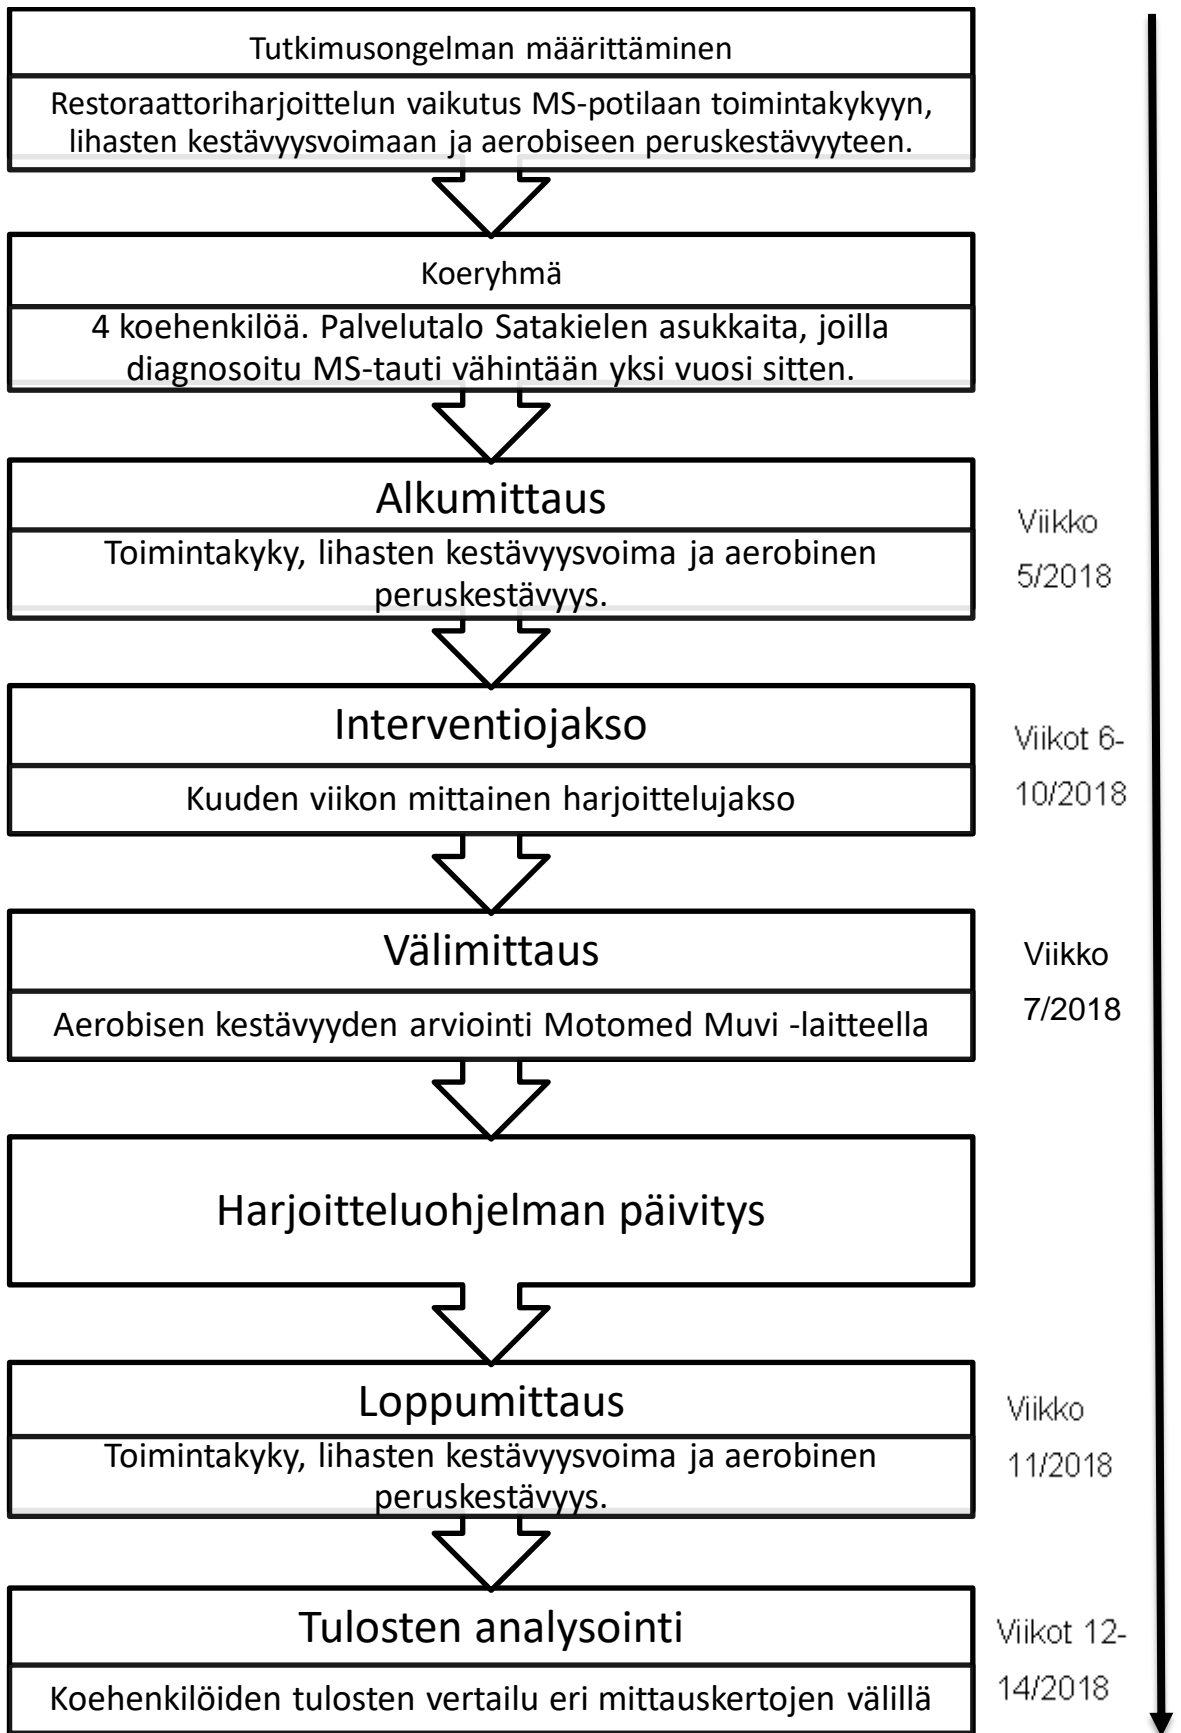 Tutkimusongelman määrittäminen
Restoraattoriharjoittelun vaikutus MS-potilaan toimintakykyyn,
lihasten kestävyysvoimaan ja aerobiseen peruskestävyyteen.
Koeryhmä
4 koehenkilöä. Palvelutalo Satakielen asukkaita, joilla
diagnosoitu MS-tauti vähintään yksi vuosi sitten.
Alkumittaus
Toimintakyky, lihasten kestävyysvoima ja aerobinen
peruskestävyys.
Viikko
5/2018
Interventiojakso
Kuuden viikon mittainen harjoittelujakso
Viikot 6-
10/2018
Välimittaus
Aerobisen kestävyyden arviointi Motomed Muvi -laitteella
Viikko
7/2018
Harjoitteluohjelman päivitys
Loppumittaus
Toimintakyky, lihasten kestävyysvoima ja aerobinen
peruskestävyys.
Viikko
11/2018
Tulosten analysointi
Koehenkilöiden tulosten vertailu eri mittauskertojen välillä
Viikot 12-
14/2018